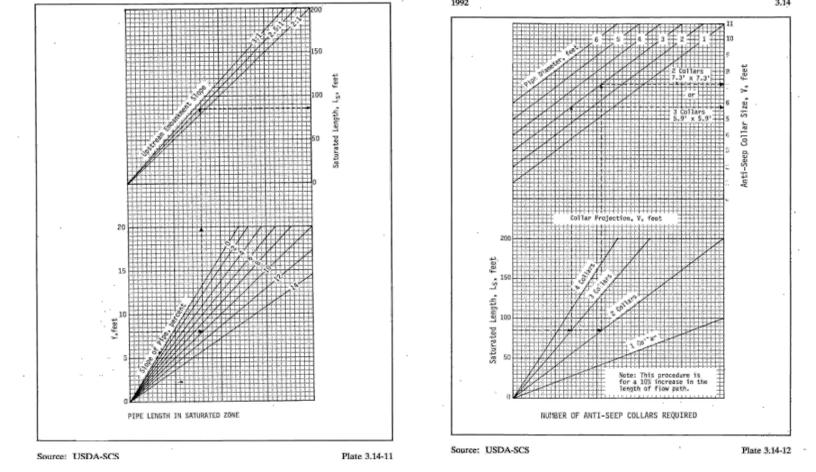 200
3:1
2.5:1
2:1
150
100
50
0
Upstream Embankment Slope
Saturated Length, Ls, feet
20
15
10
5
0
Y, feet
Slope of Pipe, percent
0
2
4
6
8
10
12
14
PIPE LENGTH IN SATURATED ZONE
Source: USDA-SCS
Plate 3.14-11
1992
3.14
Pipe Diameter, feet
6
5
4
3
2
1
11
10
2 Collars
7.3' x 7.3'
or
3 Collars
5.9' x 5.9'
Anti-Seep Collar Size, V, feet
Collar Projection, V, feet
200
150
100
50
0
Saturated Length, Ls, feet
4 Collars
3 Collars
2 Collars
Note: This procedure is
for a 10% increase in the
length of flow path.
NUMBER OF ANTI-SEEP COLLARS REQUIRED
Source: USDA-SCS
Plate 3.14-12